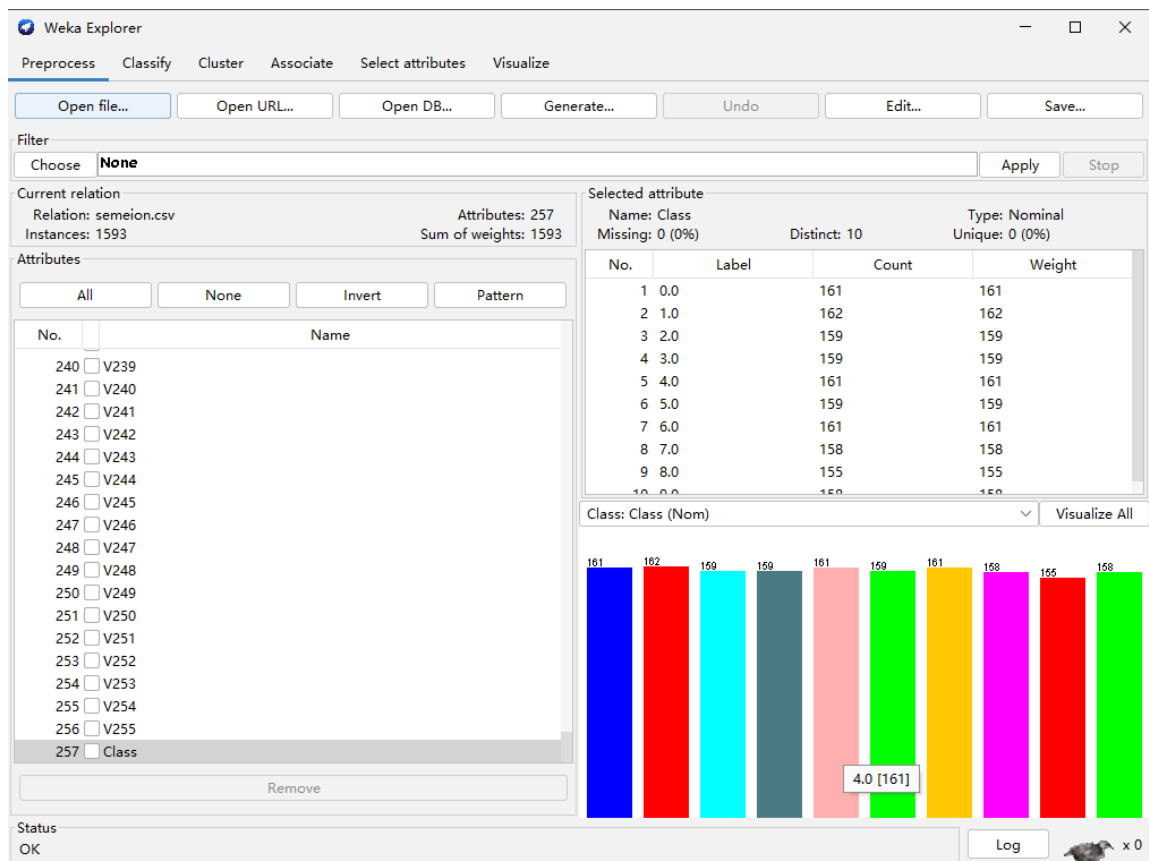 Weka Explorer
Preprocess Classify Cluster Associate Select attributes Visualize
Open file... Open URL... Open DB... Generate... Undo Edit... Save...
Filter
Choose None Apply Stop
Current relation
Relation: semeion.csv Attributes: 257
Instances: 1593 Sum of weights: 1593
Attributes
All None Invert Pattern
No. Name
240 V239
241 V240
242 V241
243 V242
244 V243
245 V244
246 V245
247 V246
248 V247
249 V248
250 V249
251 V250
252 V251
253 V252
254 V253
255 V254
256 V255
257 Class
Remove
Selected attribute
Name: Class Type: Nominal
Missing: 0 (0%) Distinct: 10 Unique: 0 (0%)
No. Label Count Weight
1 0.0 161 161
2 1.0 162 162
3 2.0 159 159
4 3.0 159 159
5 4.0 161 161
6 5.0 159 159
7 6.0 161 161
8 7.0 158 158
9 8.0 155 155
10 9.0 158 158
Class: Class (Nom) Visualize All
161 162 159 159 161 159 161 158 155 158
4.0 [161]
Status
OK Log x 0